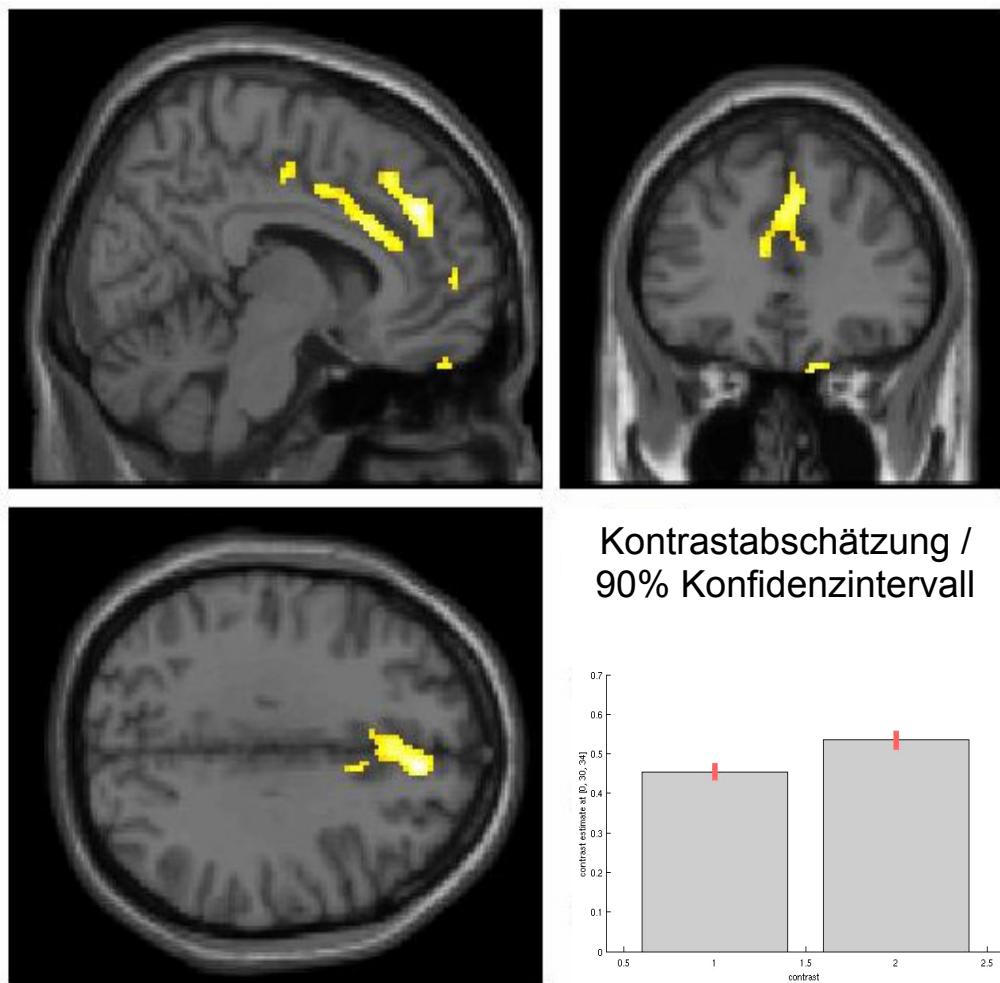 Kontrastabschätzung /
90% Konfidenzintervall
contrast estimate at [0, 30, 34]
0.7
0.6
0.5
0.4
0.3
0.2
0.1
0
0.5 1 1.5 2 2.5
contrast